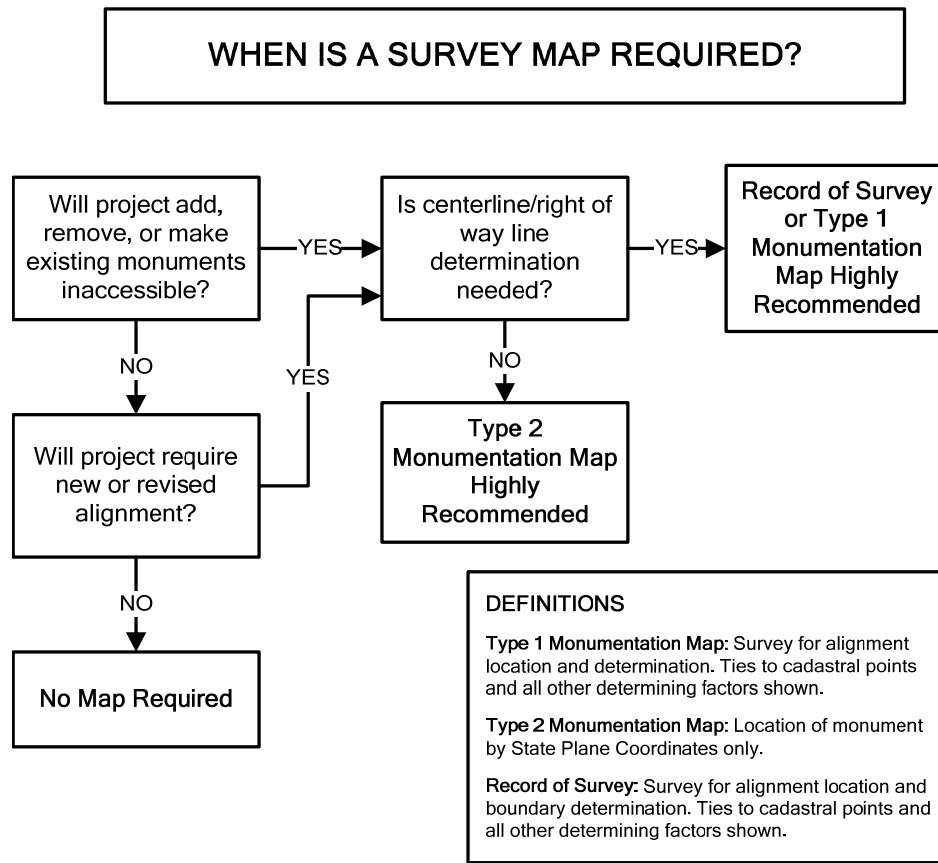 WHEN IS A SURVEY MAP REQUIRED?
Will project add,
remove, or make
existing monuments
inaccessible?
YES
Is centerline/right of
way line
determination
needed?
YES
Record of Survey
or Type 1
Monumentation
Map Highly
Recommended
NO
YES
NO
Will project require
new or revised
alignment?
Type 2
Monumentation Map
Highly
Recommended
NO
No Map Required
DEFINITIONS
Type 1 Monumentation Map: Survey for alignment
location and determination. Ties to cadastral points
and all other determining factors shown.
Type 2 Monumentation Map: Location of monument
by State Plane Coordinates only.
Record of Survey: Survey for alignment location and
boundary determination. Ties to cadastral points and
all other determining factors shown.